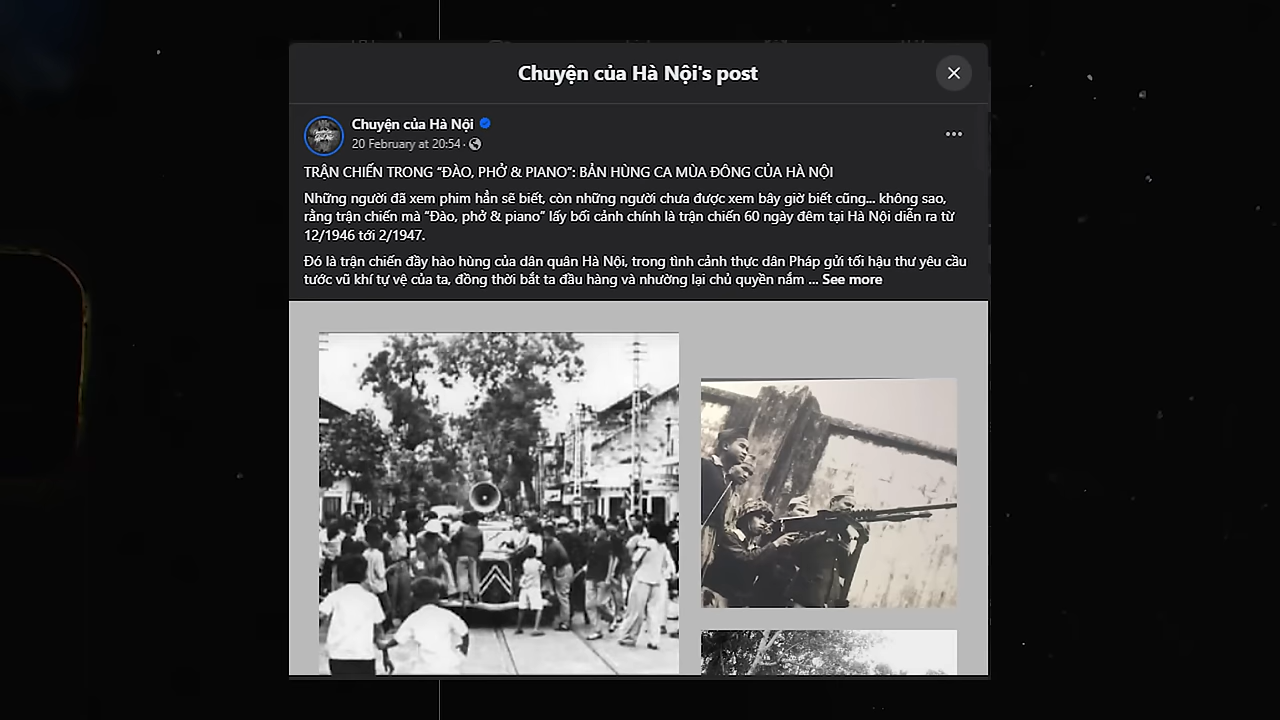 Chuyện của Hà Nội's post
Chuyện của Hà Nội
20 February at 20:54 ·
TRẬN CHIẾN TRONG “ĐÀO, PHỞ & PIANO”: BẢN HÙNG CA MÙA ĐÔNG CỦA HÀ NỘI
Những người đã xem phim hẳn sẽ biết, còn những người chưa được xem bây giờ biết cũng... không sao,
rằng trận chiến mà “Đào, phở & piano” lấy bối cảnh chính là trận chiến 60 ngày đêm tại Hà Nội diễn ra từ
12/1946 tới 2/1947.
Đó là trận chiến đầy hào hùng của dân quân Hà Nội, trong tình cảnh thực dân Pháp gửi tối hậu thư yêu cầu
tước vũ khí tự vệ của ta, đồng thời bắt ta đầu hàng và nhường lại chủ quyền nắm ... See more